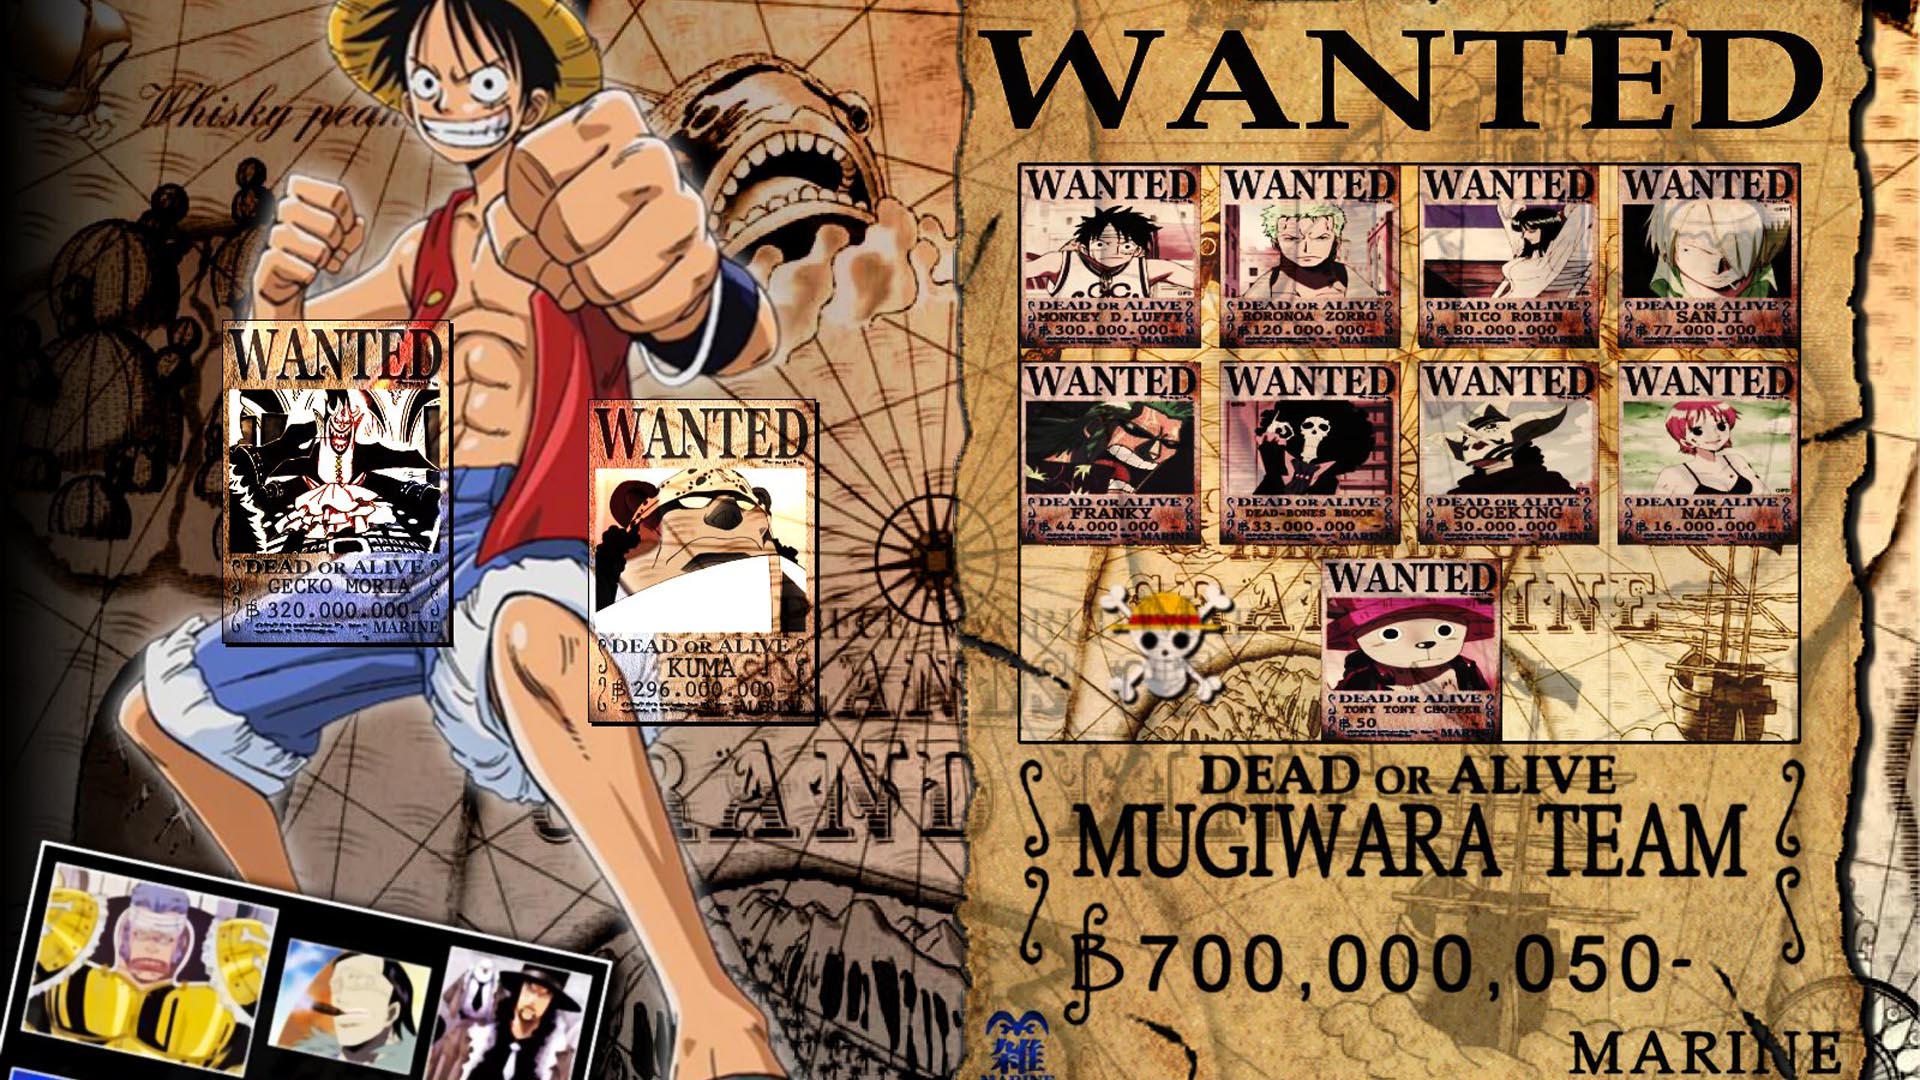 Whisky pean
WANTED
DEAD OR ALIVE
GECKO MORIA
฿ 320.000.000-
MARINE
WANTED
DEAD OR ALIVE
KUMA
฿ 296.000.000-
MARINE
GRAND LINE
WANTED
WANTED
DEAD OR ALIVE
MONKEY D.LUFFY
฿ 300.000.000-
MARINE
WANTED
DEAD OR ALIVE
RORONOA ZORRO
฿ 120.000.000-
MARINE
WANTED
DEAD OR ALIVE
NICO ROBIN
฿ 80.000.000
MARINE
WANTED
DEAD OR ALIVE
SANJI
฿ 77.000.000-
MARINE
WANTED
DEAD OR ALIVE
FRANKY
฿ 44.000.000
MARINE
WANTED
DEAD OR ALIVE
DEAD-BONES BROOK
฿ 33.000.000 -
MARINE
WANTED
DEAD OR ALIVE
SOGEKING
฿ 30.000.000
MARINE
WANTED
DEAD OR ALIVE
NAMI
฿ 16.000.000 -
MARINE
WANTED
DEAD OR ALIVE
TONY TONY CHOPPER
฿ 50
MARINE
DEAD OR ALIVE
MUGIWARA TEAM
฿ 700,000,050-
MARINE
MARINE